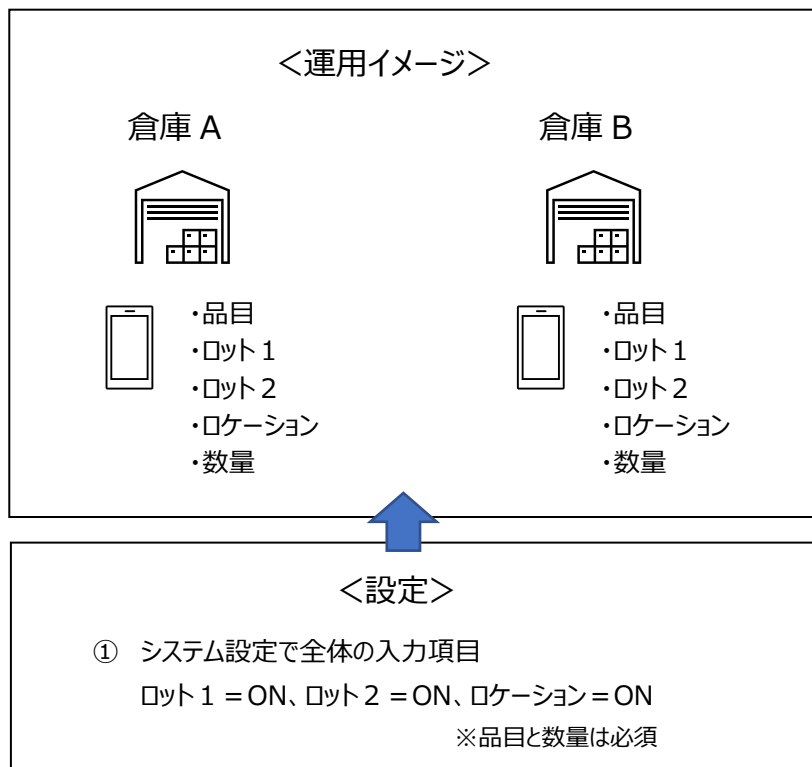 ＜運用イメージ＞
倉庫 A
倉庫 B
・品目
・ロット１
・ロット２
・ロケーション
・数量
・品目
・ロット１
・ロット２
・ロケーション
・数量
＜設定＞
① システム設定で全体の入力項目
ロット１＝ON、ロット２＝ON、ロケーション＝ON
※品目と数量は必須